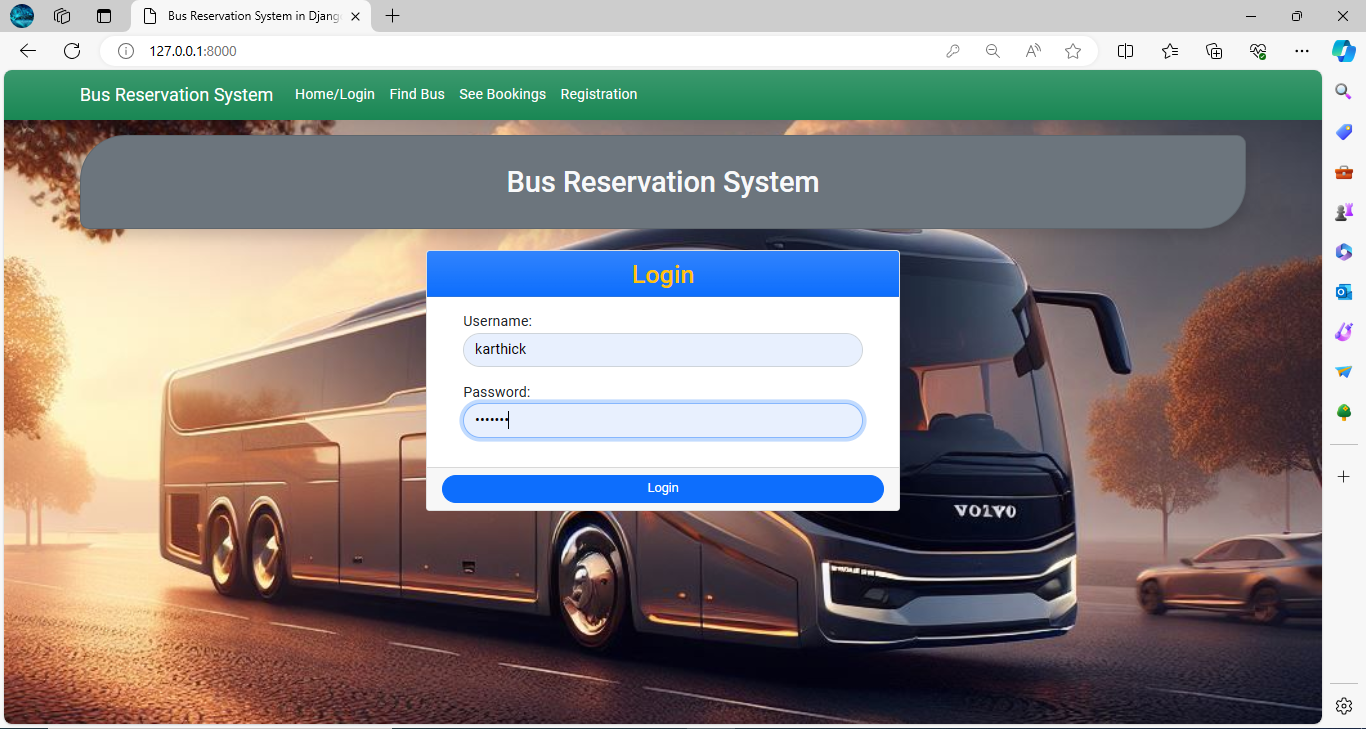 Bus Reservation System in Djang
127.0.0.1:8000
Bus Reservation System Home/Login Find Bus See Bookings Registration
Bus Reservation System
Login
Username:
karthick
Password:
•••••••
Login
VOLVO